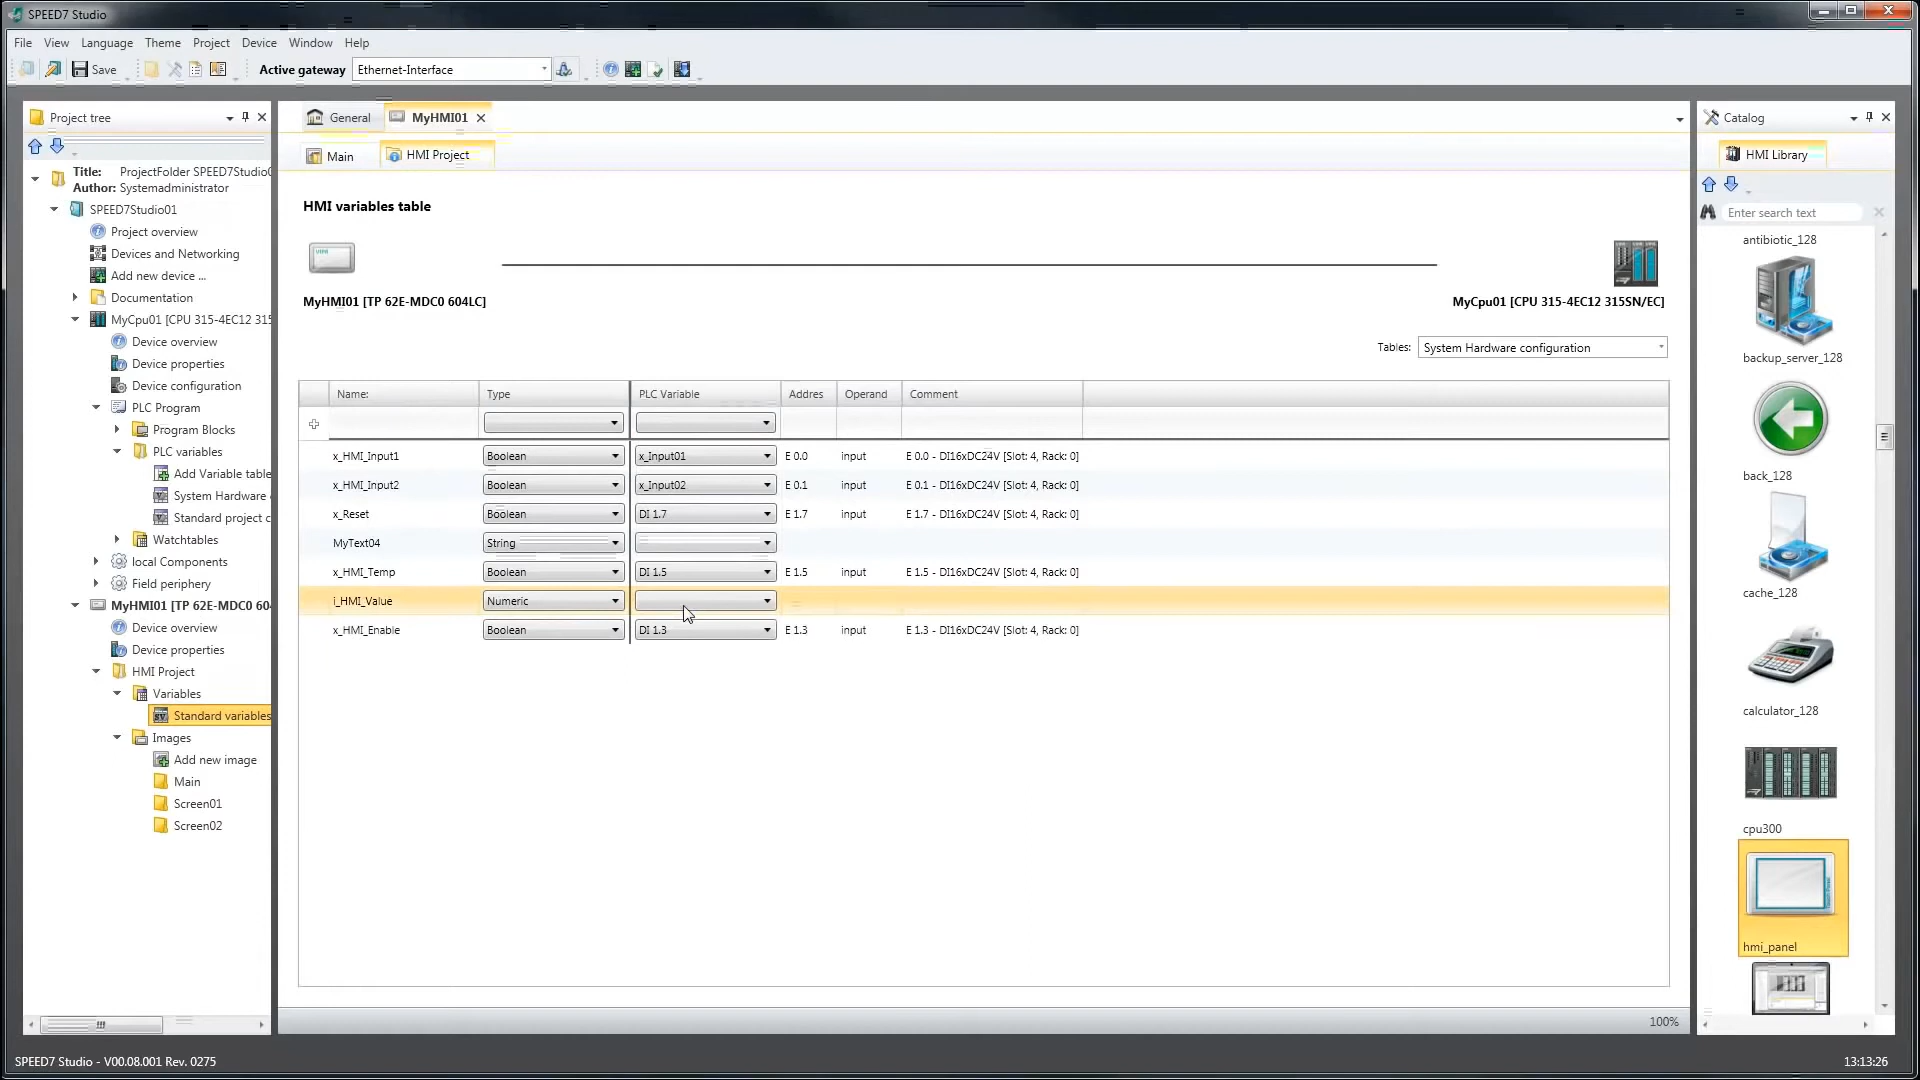 SPEED7 Studio
File View Language Theme Project Device Window Help
Save Active gateway Ethernet-Interface
Project tree
Title: ProjectFolder SPEED7Studio0
Author: Systemadministrator
SPEED7Studio01
Project overview
Devices and Networking
Add new device ...
Documentation
MyCpu01 [CPU 315-4EC12 315
Device overview
Device properties
Device configuration
PLC Program
Program Blocks
PLC variables
Add Variable table
System Hardware
Standard project c
Watchtables
local Components
Field periphery
MyHMI01 [TP 62E-MDC0 60
Device overview
Device properties
HMI Project
Variables
Standard variables
Images
Add new image
Main
Screen01
Screen02
General MyHMI01
Main HMI Project
HMI variables table
MyHMI01 [TP 62E-MDC0 604LC] MyCpu01 [CPU 315-4EC12 315SN/EC]
Tables: System Hardware configuration
Name: Type PLC Variable Addres Operand Comment
x_HMI_Input1 Boolean x_Input01 E 0.0 input E 0.0 - DI16xDC24V [Slot: 4, Rack: 0]
x_HMI_Input2 Boolean x_Input02 E 0.1 input E 0.1 - DI16xDC24V [Slot: 4, Rack: 0]
x_Reset Boolean DI 1.7 E 1.7 input E 1.7 - DI16xDC24V [Slot: 4, Rack: 0]
MyText04 String
x_HMI_Temp Boolean DI 1.5 E 1.5 input E 1.5 - DI16xDC24V [Slot: 4, Rack: 0]
i_HMI_Value Numeric
x_HMI_Enable Boolean DI 1.3 E 1.3 input E 1.3 - DI16xDC24V [Slot: 4, Rack: 0]
100%
Catalog
HMI Library
Enter search text
antibiotic_128
backup_server_128
back_128
cache_128
calculator_128
cpu300
hmi_panel
SPEED7 Studio - V00.08.001 Rev. 0275 13:13:26